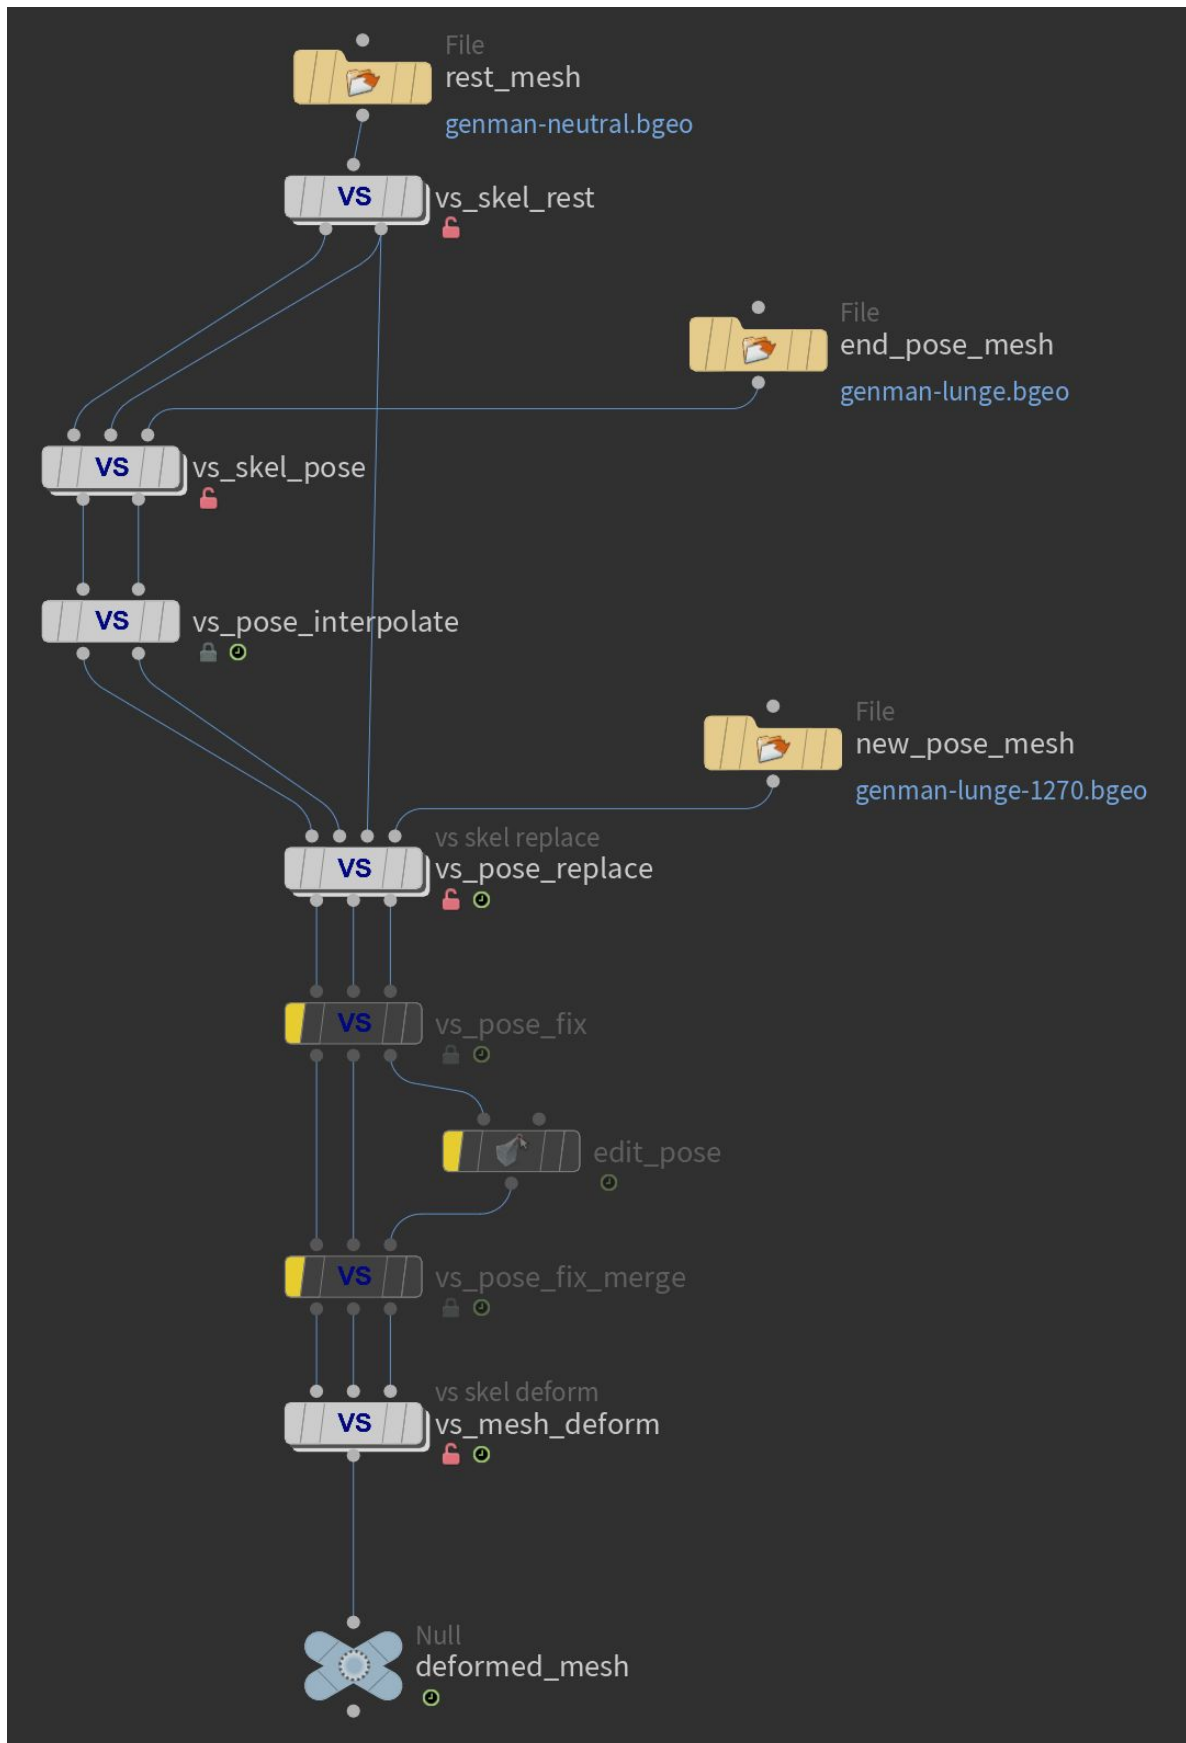 File
rest_mesh
genman-neutral.bgeo
VS
vs_skel_rest
File
end_pose_mesh
genman-lunge.bgeo
VS
vs_skel_pose
VS
vs_pose_interpolate
File
new_pose_mesh
genman-lunge-1270.bgeo
vs skel replace
VS
vs_pose_replace
VS
vs_pose_fix
edit_pose
VS
vs_pose_fix_merge
vs skel deform
VS
vs_mesh_deform
Null
deformed_mesh